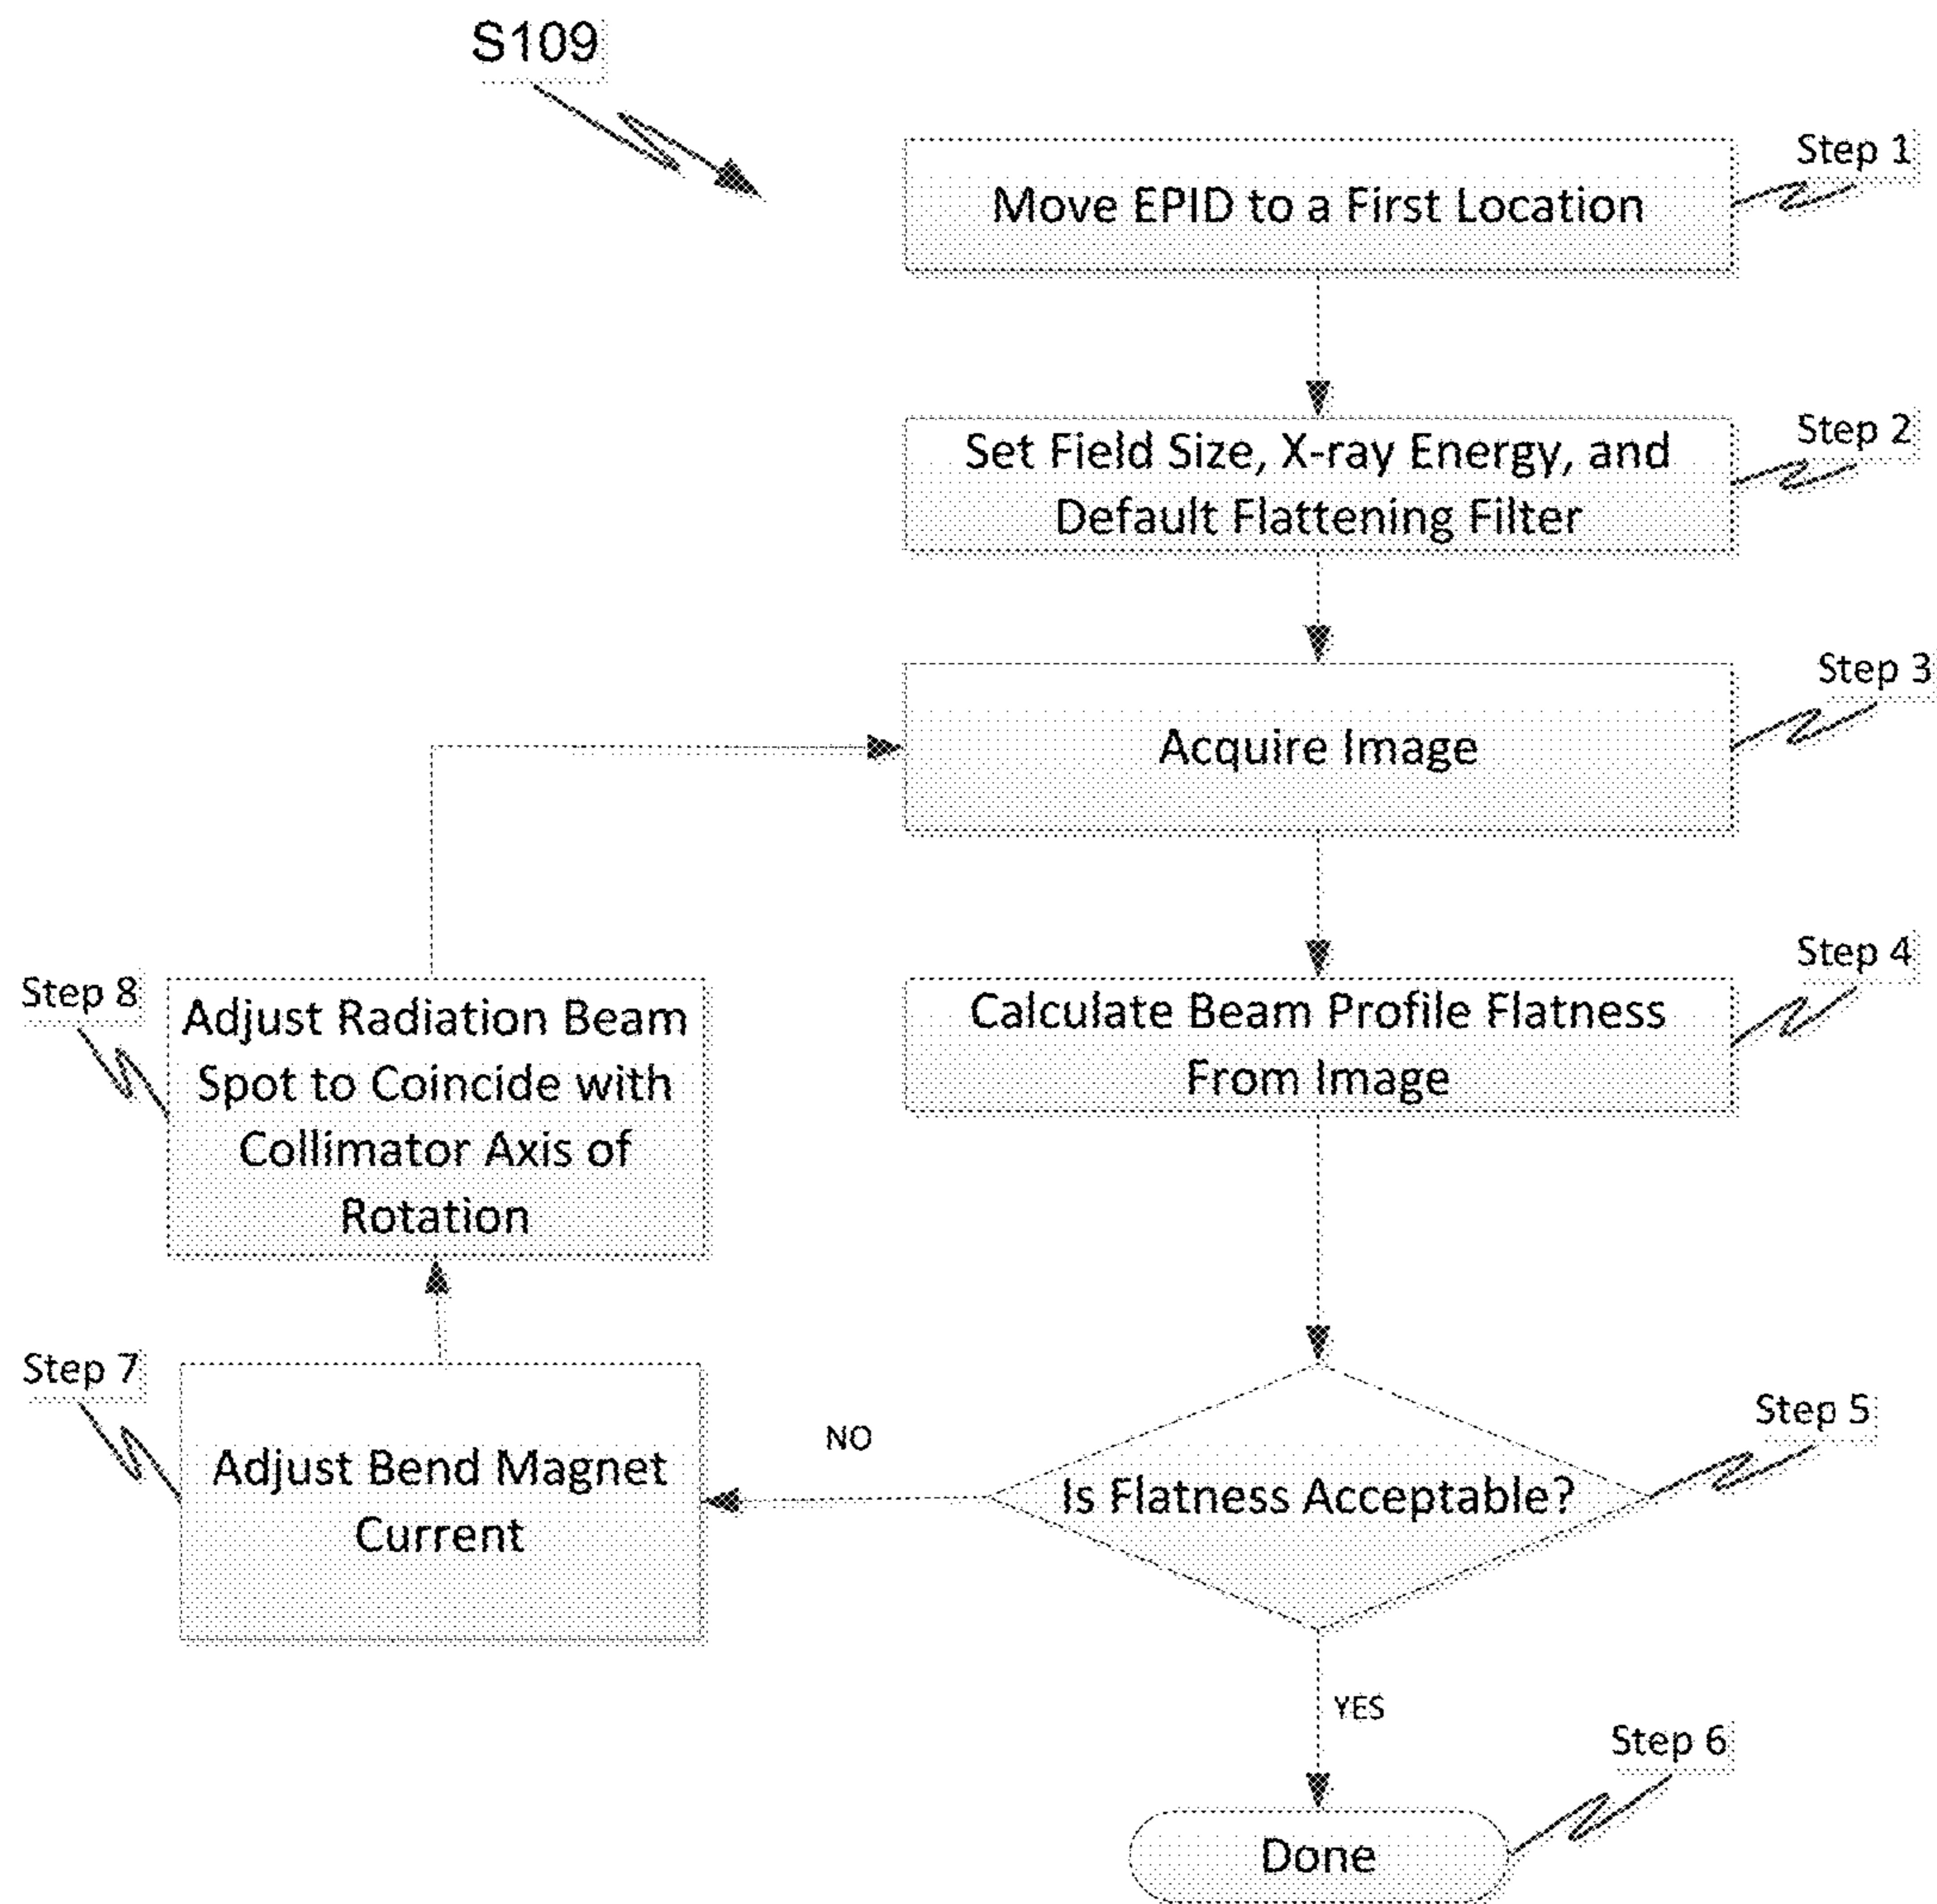 S109
Step 1
Move EPID to a First Location
Step 2
Set Field Size, X-ray Energy, and
Default Flattening Filter
Step 3
Acquire Image
Step 4
Calculate Beam Profile Flatness
From Image
Step 8
Adjust Radiation Beam
Spot to Coincide with
Collimator Axis of
Rotation
Step 7
Adjust Bend Magnet
Current
NO
Step 5
Is Flatness Acceptable?
YES
Step 6
Done